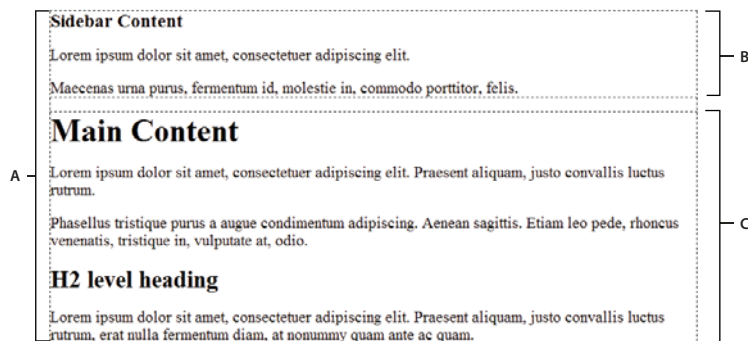 Sidebar Content
Lorem ipsum dolor sit amet, consectetuer adipiscing elit.
B
Maecenas urna purus, fermentum id, molestie in, commodo porttitor, felis.
Main Content
Lorem ipsum dolor sit amet, consectetuer adipiscing elit. Praesent aliquam, justo convallis luctus
A
rutrum.
Phasellus tristique purus a augue condimentum adipiscing. Aenean sagittis. Etiam leo pede, rhoncus
C
venenatis, tristique in, vulputate at, odio.
H2 level heading
Lorem ipsum dolor sit amet, consectetuer adipiscing elit. Praesent aliquam, justo convallis luctus
rutrum, erat nulla fermentum diam, at nonummy quam ante ac quam.